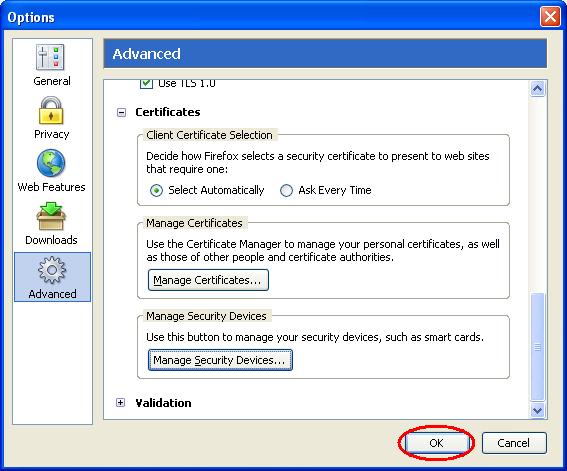 Options
General
Privacy
Web Features
Downloads
Advanced
Advanced
Use TLS 1.0
Certificates
Client Certificate Selection
Decide how Firefox selects a security certificate to present to web sites
that require one:
Select Automatically
Ask Every Time
Manage Certificates
Use the Certificate Manager to manage your personal certificates, as well
as those of other people and certificate authorities.
Manage Certificates...
Manage Security Devices
Use this button to manage your security devices, such as smart cards.
Manage Security Devices...
Validation
OK
Cancel